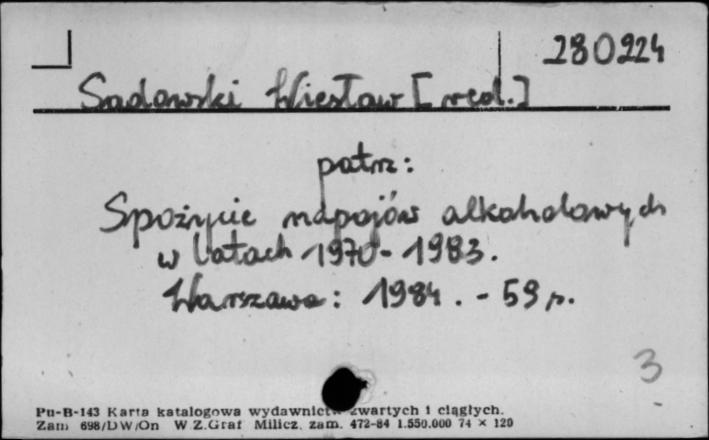 280224
Sadowski Wiesław [red.]
patrz:
Spożycie napojów alkoholowych
w latach 1970-1983.
Warszawa: 1984. - 59 s.
3
Pu-B-143 Karta katalogowa wydawnictw zwartych i ciągłych.
Zam 698/DW/On W.Z.Graf Milicz. zam. 472-84 1.550.000 74 × 120